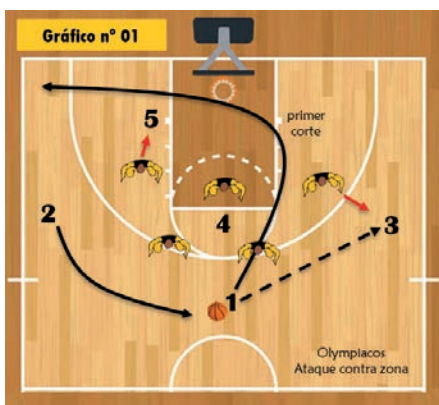 Gráfico nº 01
primer
corte
5
2
4
3
1
Olympiacos
Ataque contra zona